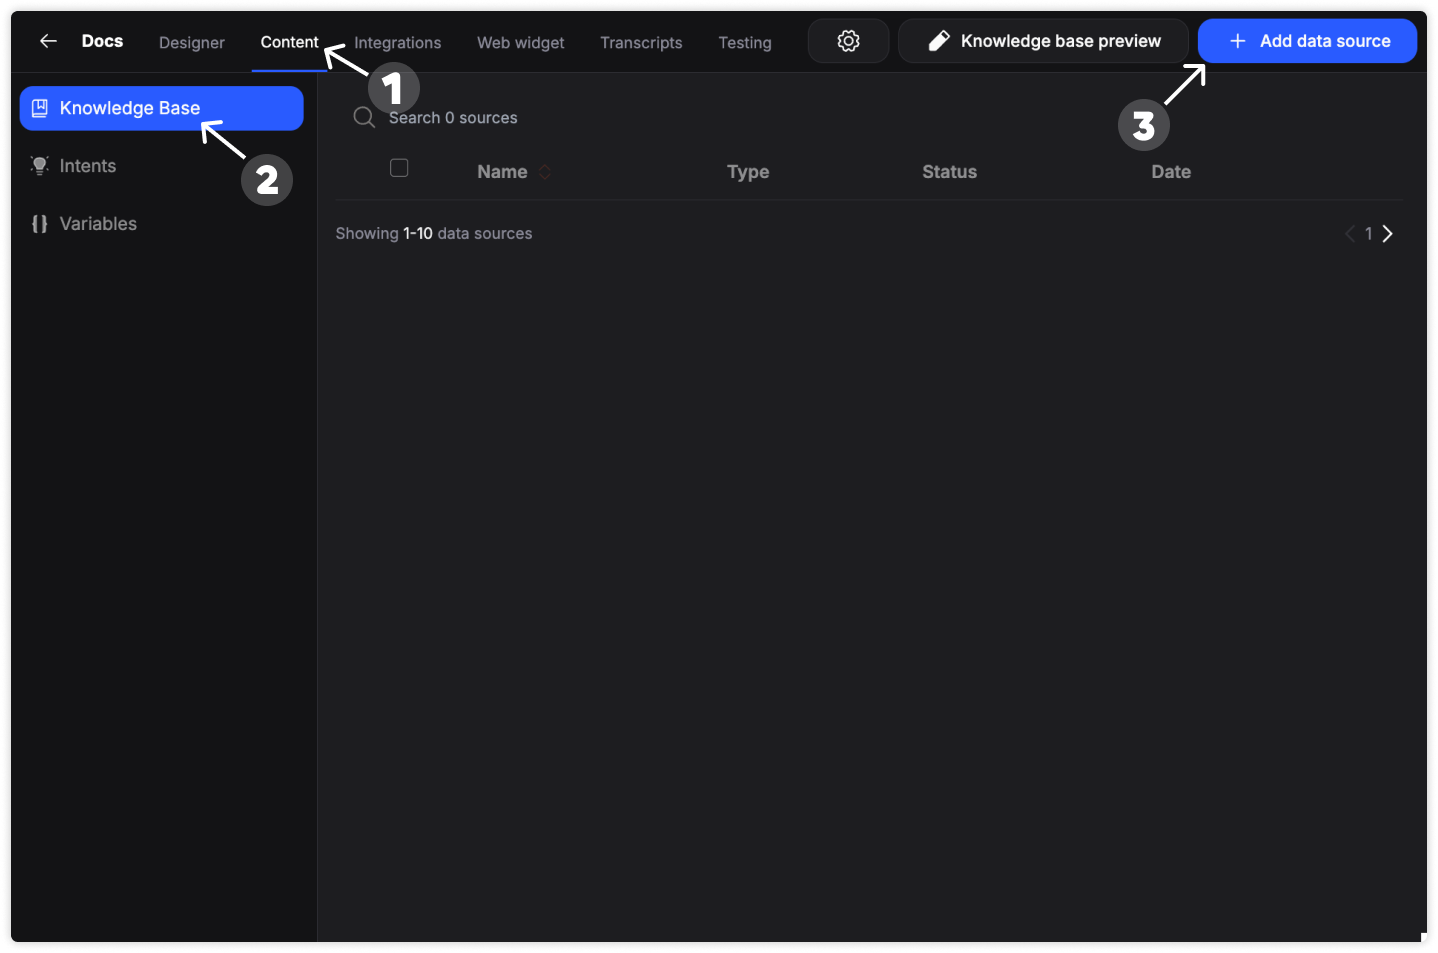 Docs Designer Content Integrations Web widget Transcripts Testing Knowledge base preview + Add data source
1
3
Knowledge Base
2
Intents
Variables
Search 0 sources
Name Type Status Date
Showing 1-10 data sources
1